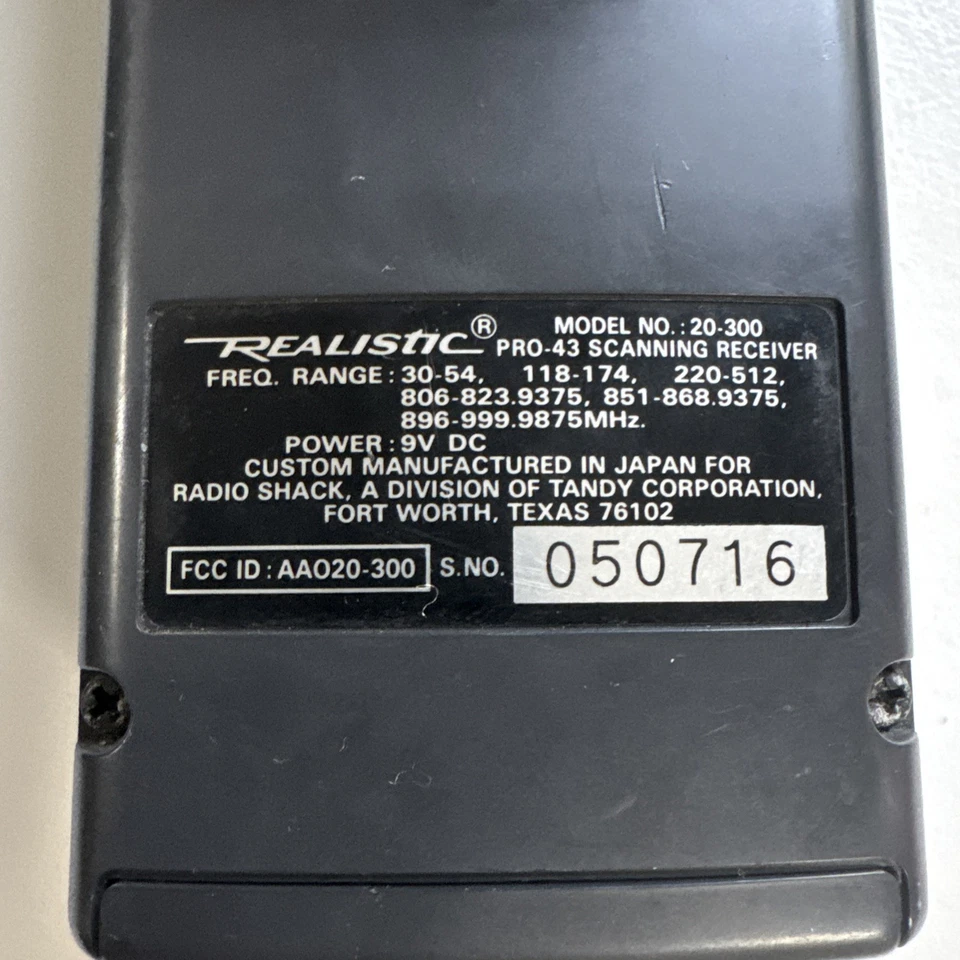 REALISTIC® MODEL NO.: 20-300
PRO-43 SCANNING RECEIVER
FREQ. RANGE: 30-54, 118-174, 220-512,
806-823.9375, 851-868.9375,
896-999.9875MHz.
POWER: 9V DC
CUSTOM MANUFACTURED IN JAPAN FOR
RADIO SHACK, A DIVISION OF TANDY CORPORATION,
FORT WORTH, TEXAS 76102
FCC ID: AAO20-300 S.NO. 050716